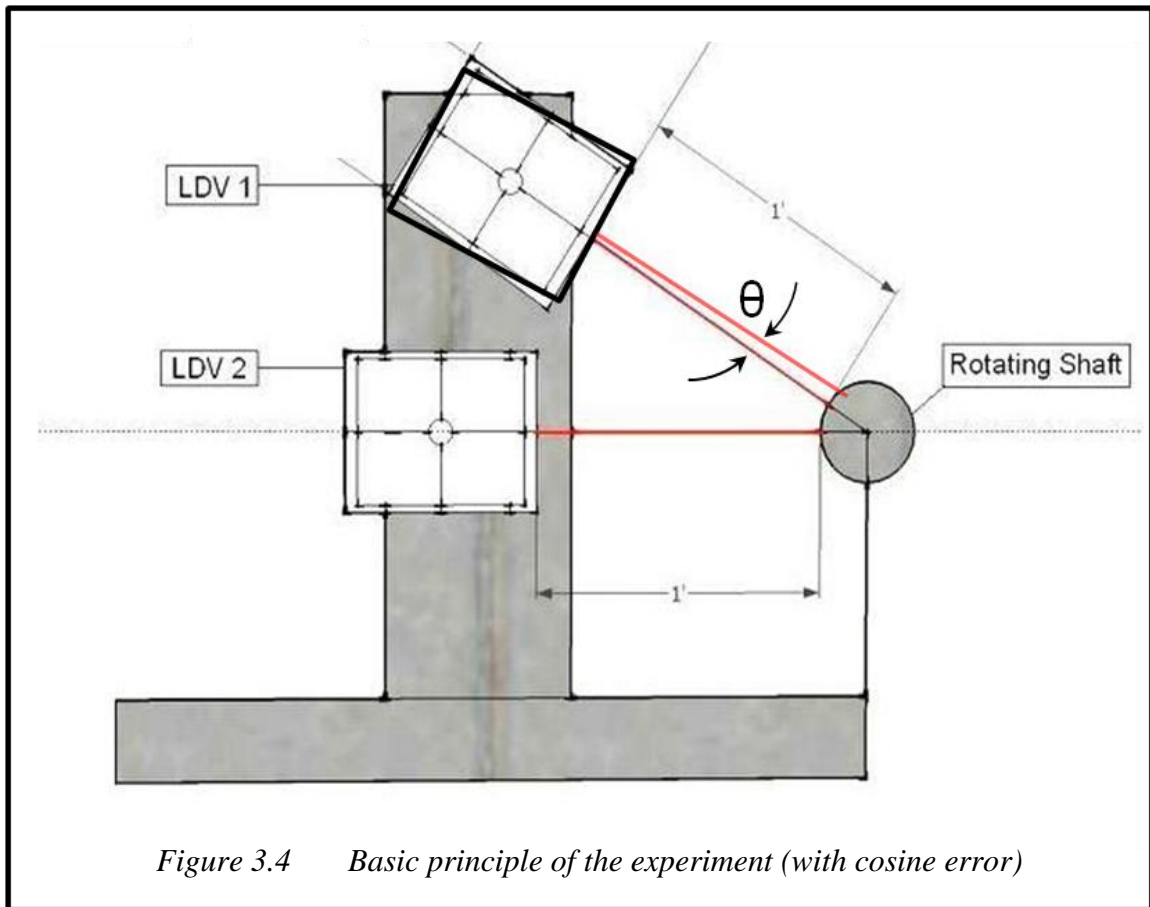 LDV 1
1'
θ
LDV 2
Rotating Shaft
1'
Figure 3.4 Basic principle of the experiment (with cosine error)